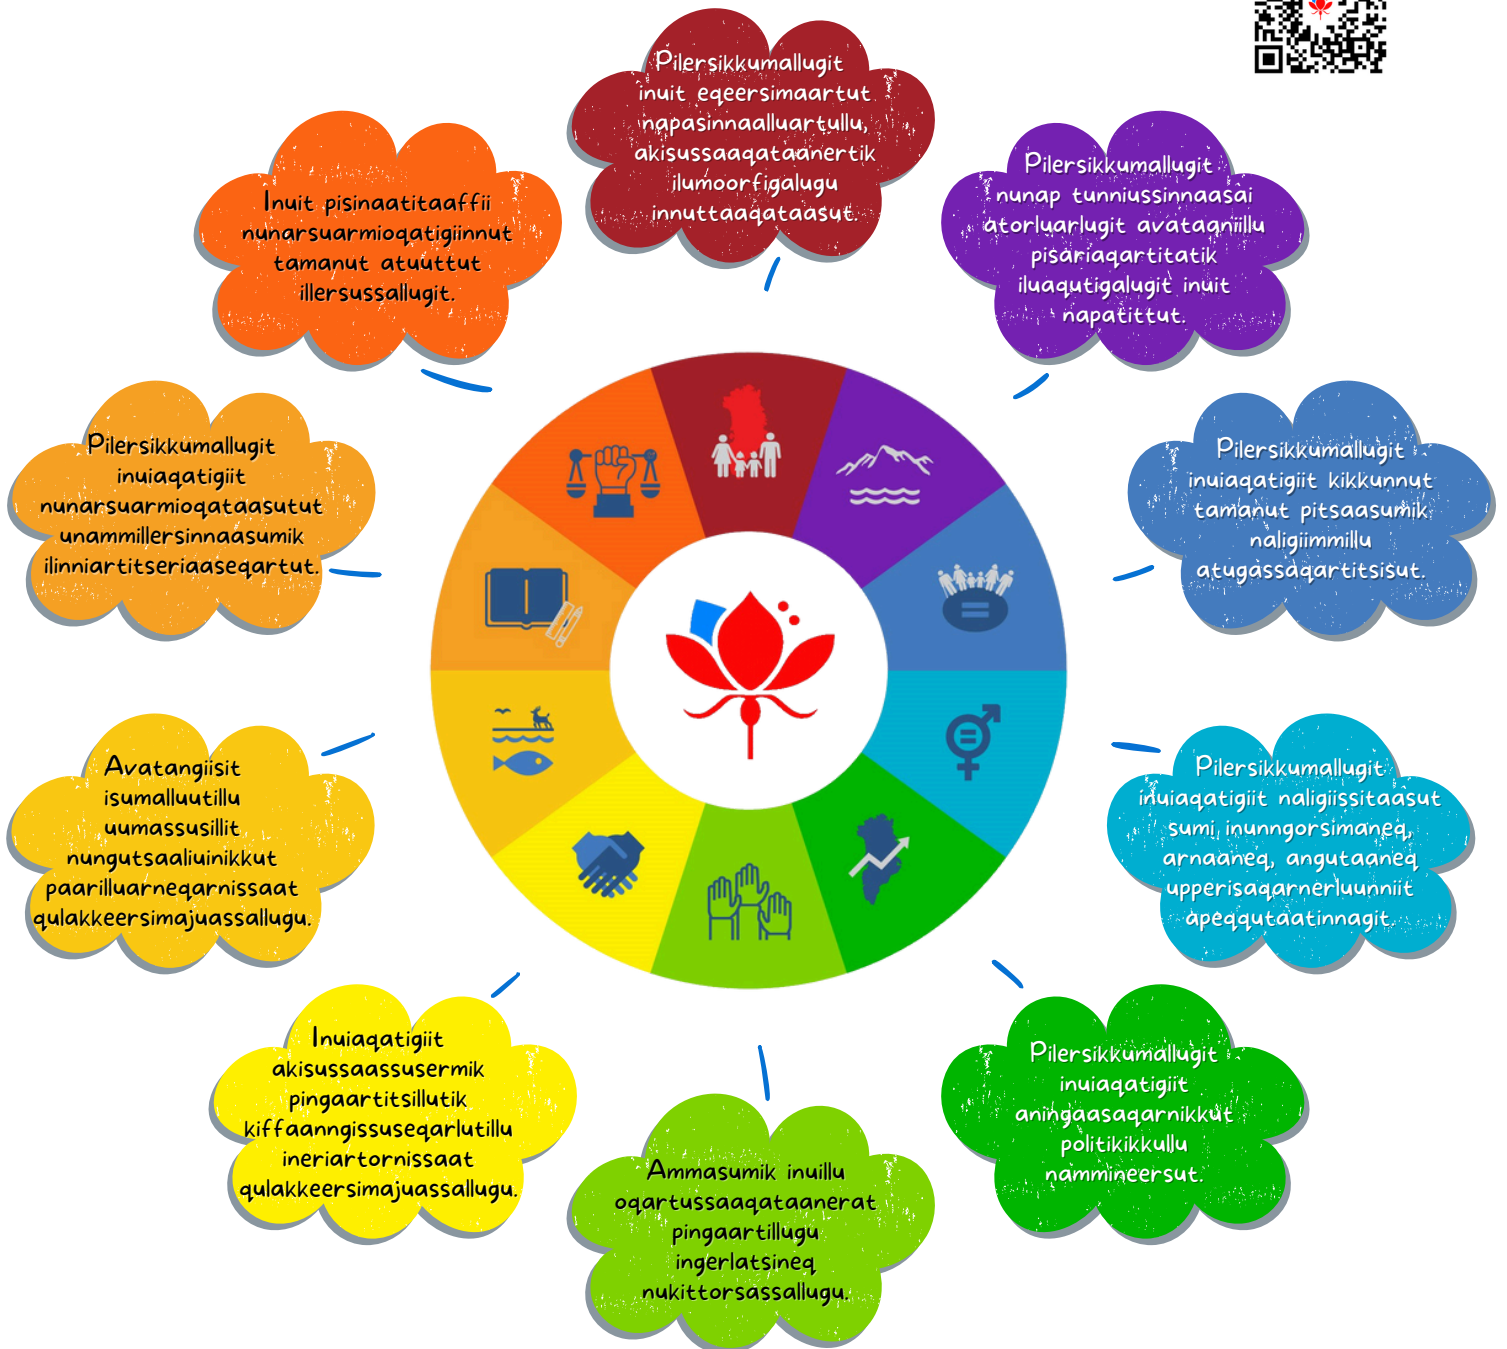 Pilersikkumallugit
inuit eqeersimaartut
napasinnaalluartullu,
akisussaaqataanertik
ilumoorfigalugu
innuttaaqataasut.
Pilersikkumallugit
nunap tunniussinnaasai
atorluarlugit avataaniillu
pisariaqartitatik
iluaqutigalugit inuit
napatittut.
Pilersikkumallugit
inuiaqatigiit kikkunnut
tamanut pitsaasumik
naligiimmillu
atugassaqartitsisut.
Pilersikkumallugit
inuiaqatigiit naligiissitaasut
sumi inunngorsimaneq,
arnaaneq, angutaaneq
upperisaqarnerluunniit
apeqqutaatinnagit.
Pilersikkumallugit
inuiaqatigiit
aningaasaqarnikkut
politikikkullu
nammineersut.
Ammasumik inuillu
oqartussaaqataanerat
pingaartillugu
ingerlatsineq
nukittorsassallugu.
Inuiaqatigiit
akisussaassusermik
pingaartitsillutik
kiffaanngissuseqarlutillu
ineriartornissaat
qulakkeersimajuassallugu.
Avatangiisit
isumalluutillu
uumassusillit
nungutsaaliuinikkut
paarilluarneqarnissaat
qulakkeersimajuassallugu.
Pilersikkumallugit
inuiaqatigiit
nunarsuarmioqataasutut
unammillersinnaasumik
ilinniartitseriaaseqartut.
Inuit pisinaatitaaffii
nunarsuarmioqatigiinnut
tamanut atuuttut
illersussallugit.